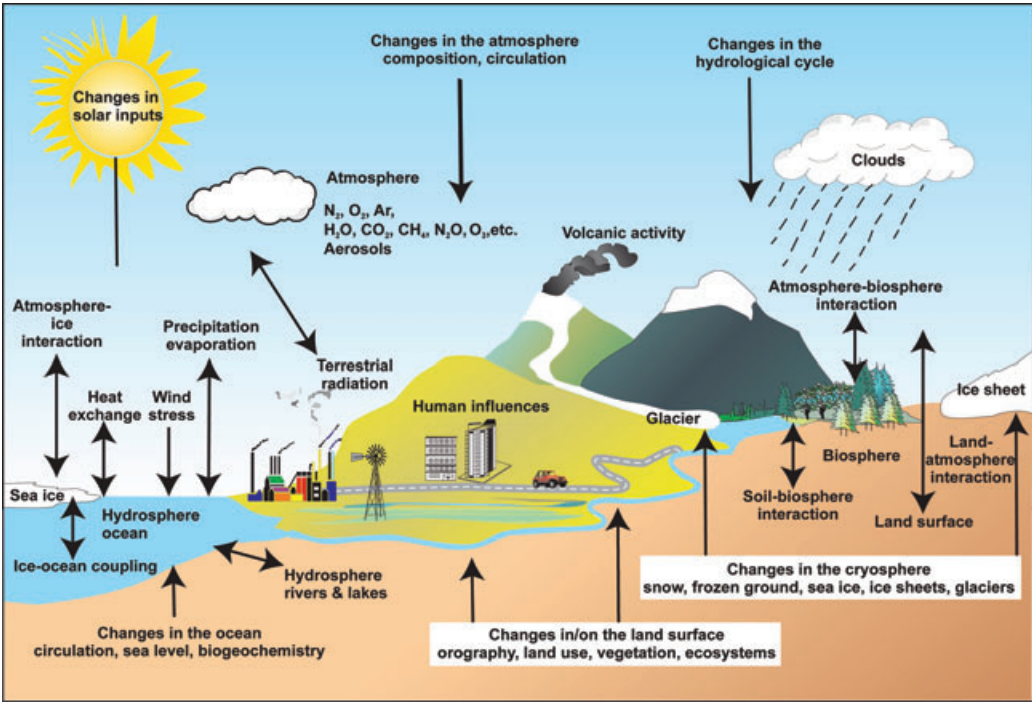 Changes in the atmosphere
composition, circulation
Changes in the
hydrological cycle
Changes in
solar inputs
Clouds
Atmosphere
N₂, O₂, Ar,
H₂O, CO₂, CH₄, N₂O, O₃,etc.
Aerosols
Volcanic activity
Atmosphere-biosphere
interaction
Atmosphere-
ice
interaction
Precipitation
evaporation
Terrestrial
radiation
Heat
exchange
Wind
stress
Human influences
Glacier
Ice sheet
Biosphere
Land-
atmosphere
interaction
Soil-biosphere
interaction
Land surface
Sea ice
Hydrosphere
ocean
Ice-ocean coupling
Hydrosphere
rivers & lakes
Changes in the cryosphere
snow, frozen ground, sea ice, ice sheets, glaciers
Changes in the ocean
circulation, sea level, biogeochemistry
Changes in/on the land surface
orography, land use, vegetation, ecosystems